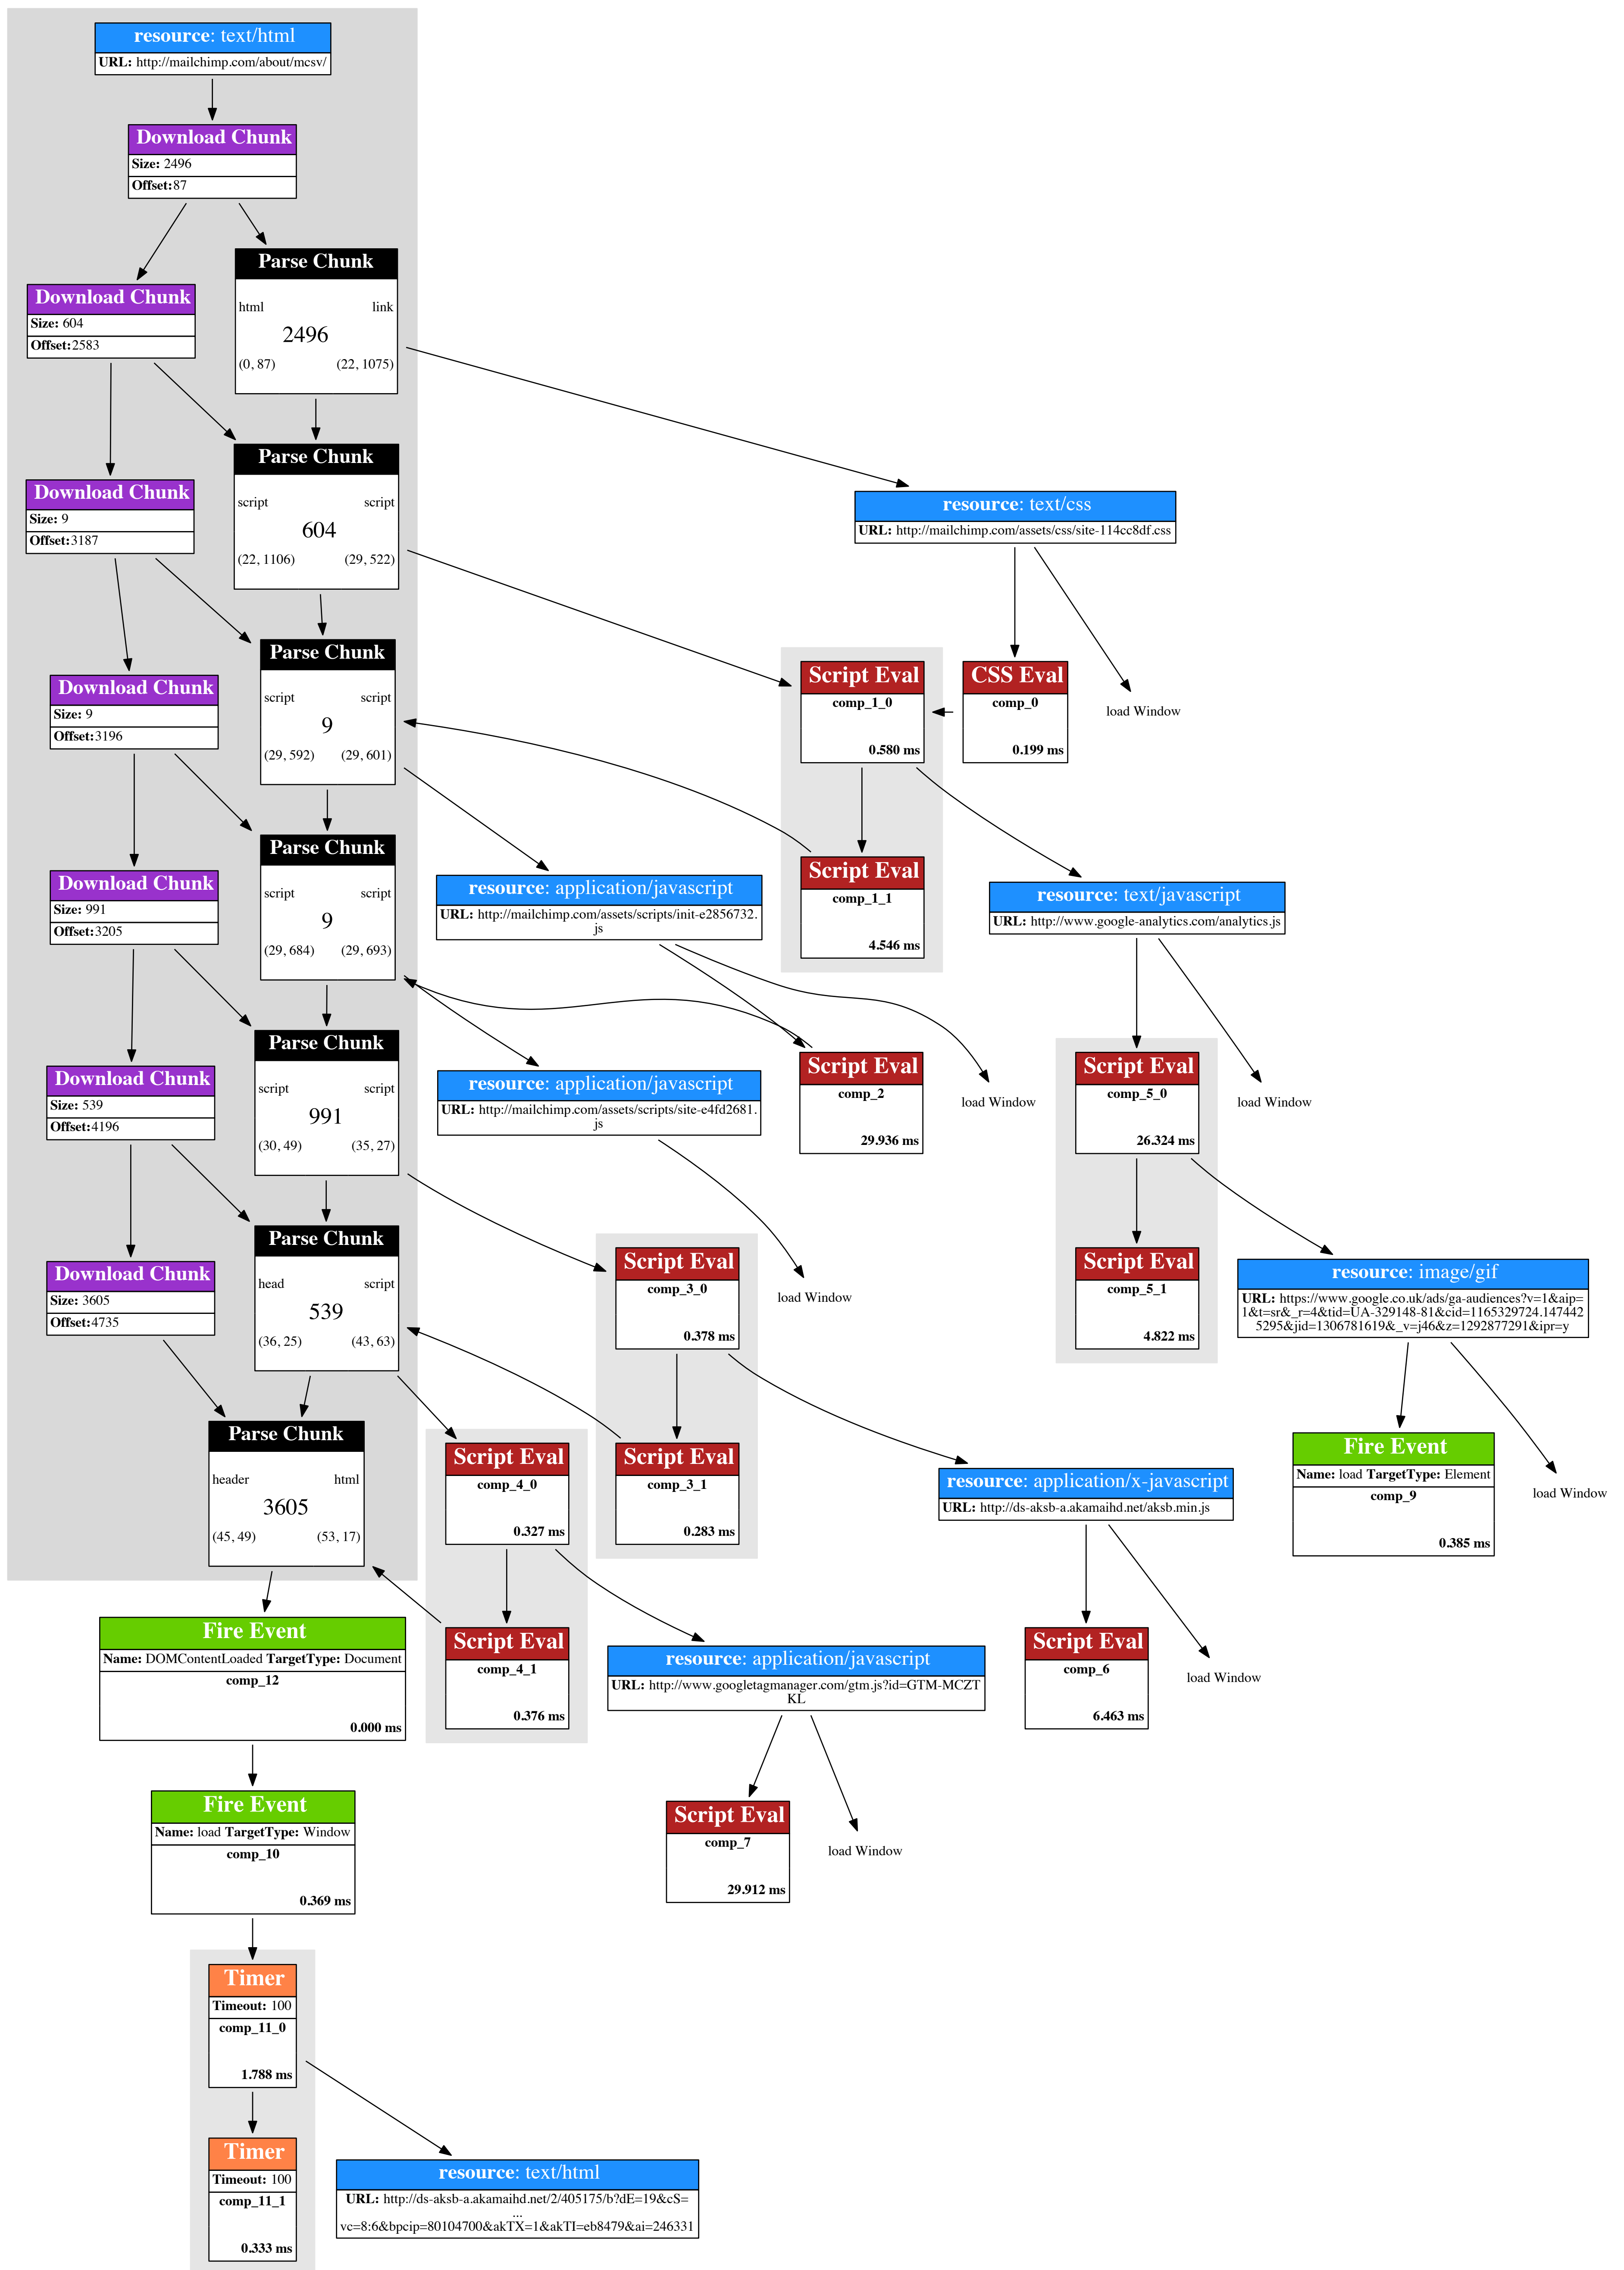 resource: text/html
URL: http://mailchimp.com/about/mcsv/
Download Chunk
Size: 2496
Offset:87
Parse Chunk
html link
2496
(0, 87) (22, 1075)
Download Chunk
Size: 604
Offset:2583
Parse Chunk
script script
604
(22, 1106) (29, 522)
Download Chunk
Size: 9
Offset:3187
resource: text/css
URL: http://mailchimp.com/assets/css/site-114cc8df.css
Parse Chunk
script script
9
(29, 592) (29, 601)
Download Chunk
Size: 9
Offset:3196
Script Eval
comp_1_0
0.580 ms
CSS Eval
comp_0
0.199 ms
load Window
Parse Chunk
script script
9
(29, 684) (29, 693)
Download Chunk
Size: 991
Offset:3205
resource: application/javascript
URL: http://mailchimp.com/assets/scripts/init-e2856732.
js
Script Eval
comp_1_1
4.546 ms
resource: text/javascript
URL: http://www.google-analytics.com/analytics.js
Parse Chunk
script script
991
(30, 49) (35, 27)
Download Chunk
Size: 539
Offset:4196
resource: application/javascript
URL: http://mailchimp.com/assets/scripts/site-e4fd2681.
js
Script Eval
comp_2
29.936 ms
load Window
Script Eval
comp_5_0
26.324 ms
load Window
Parse Chunk
head script
539
(36, 25) (43, 63)
Download Chunk
Size: 3605
Offset:4735
Script Eval
comp_3_0
0.378 ms
load Window
Script Eval
comp_5_1
4.822 ms
resource: image/gif
URL: https://www.google.co.uk/ads/ga-audiences?v=1&aip=
1&t=sr&_r=4&tid=UA-329148-81&cid=1165329724.147442
5295&jid=1306781619&_v=j46&z=1292877291&ipr=y
Parse Chunk
header html
3605
(45, 49) (53, 17)
Script Eval
comp_4_0
0.327 ms
Script Eval
comp_3_1
0.283 ms
resource: application/x-javascript
URL: http://ds-aksb-a.akamaihd.net/aksb.min.js
Fire Event
Name: load TargetType: Element
comp_9
0.385 ms
load Window
Fire Event
Name: DOMContentLoaded TargetType: Document
comp_12
0.000 ms
Script Eval
comp_4_1
0.376 ms
resource: application/javascript
URL: http://www.googletagmanager.com/gtm.js?id=GTM-MCZT
KL
Script Eval
comp_6
6.463 ms
load Window
Fire Event
Name: load TargetType: Window
comp_10
0.369 ms
Script Eval
comp_7
29.912 ms
load Window
Timer
Timeout: 100
comp_11_0
1.788 ms
Timer
Timeout: 100
comp_11_1
0.333 ms
resource: text/html
URL: http://ds-aksb-a.akamaihd.net/2/405175/b?dE=19&cS=
...
vc=8:6&bpcip=80104700&akTX=1&akTI=eb8479&ai=246331